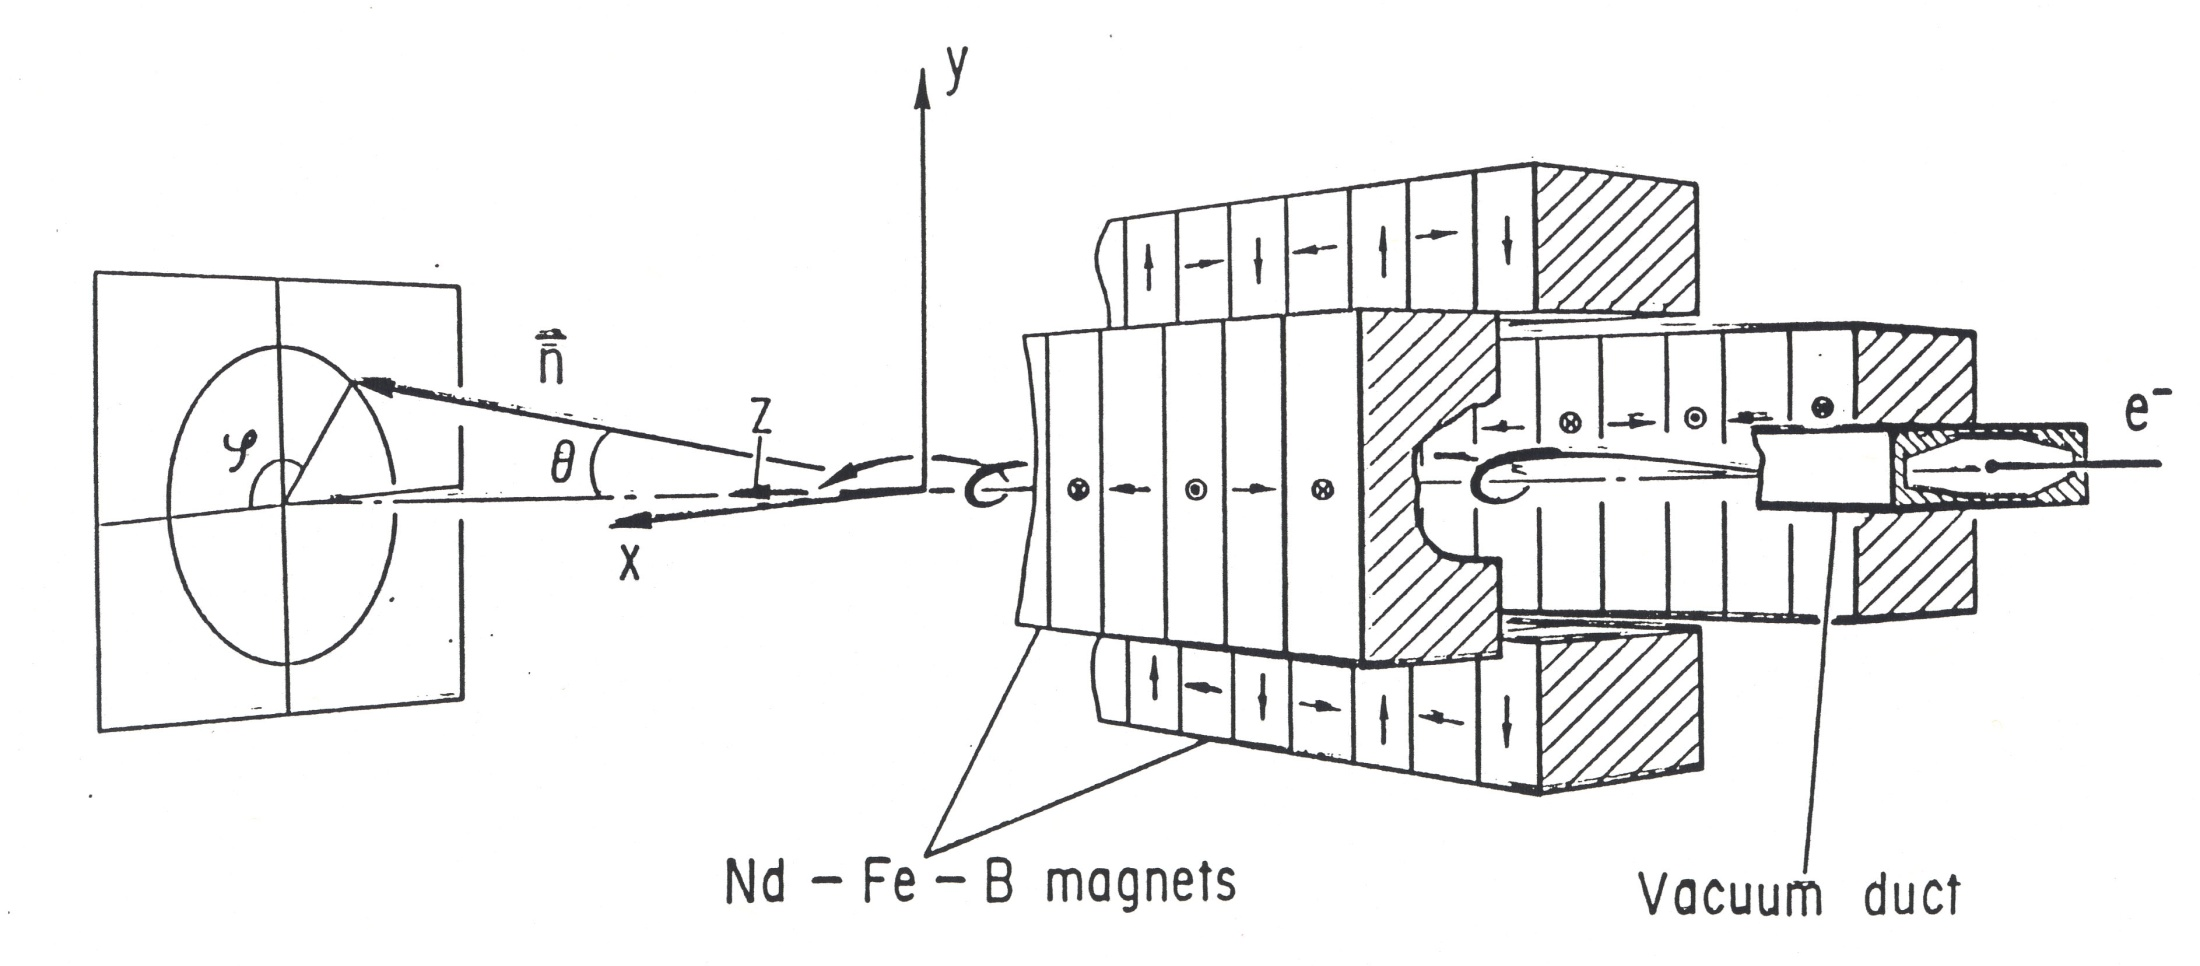 y
n̄
φ
θ
Z
x
e⁻
Nd – Fe – B magnets
Vacuum duct